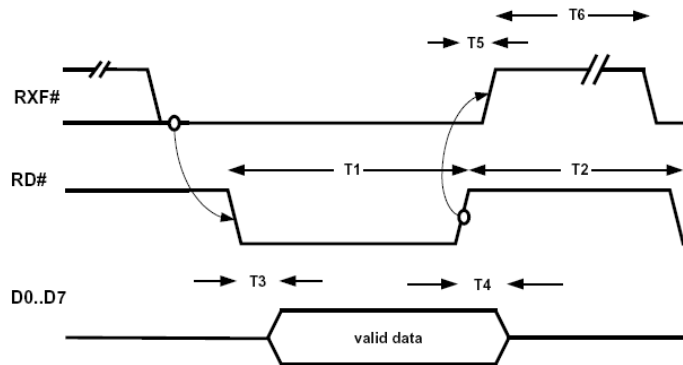 T6
T5
RXF#
T1
T2
RD#
T3
T4
D0..D7
valid data